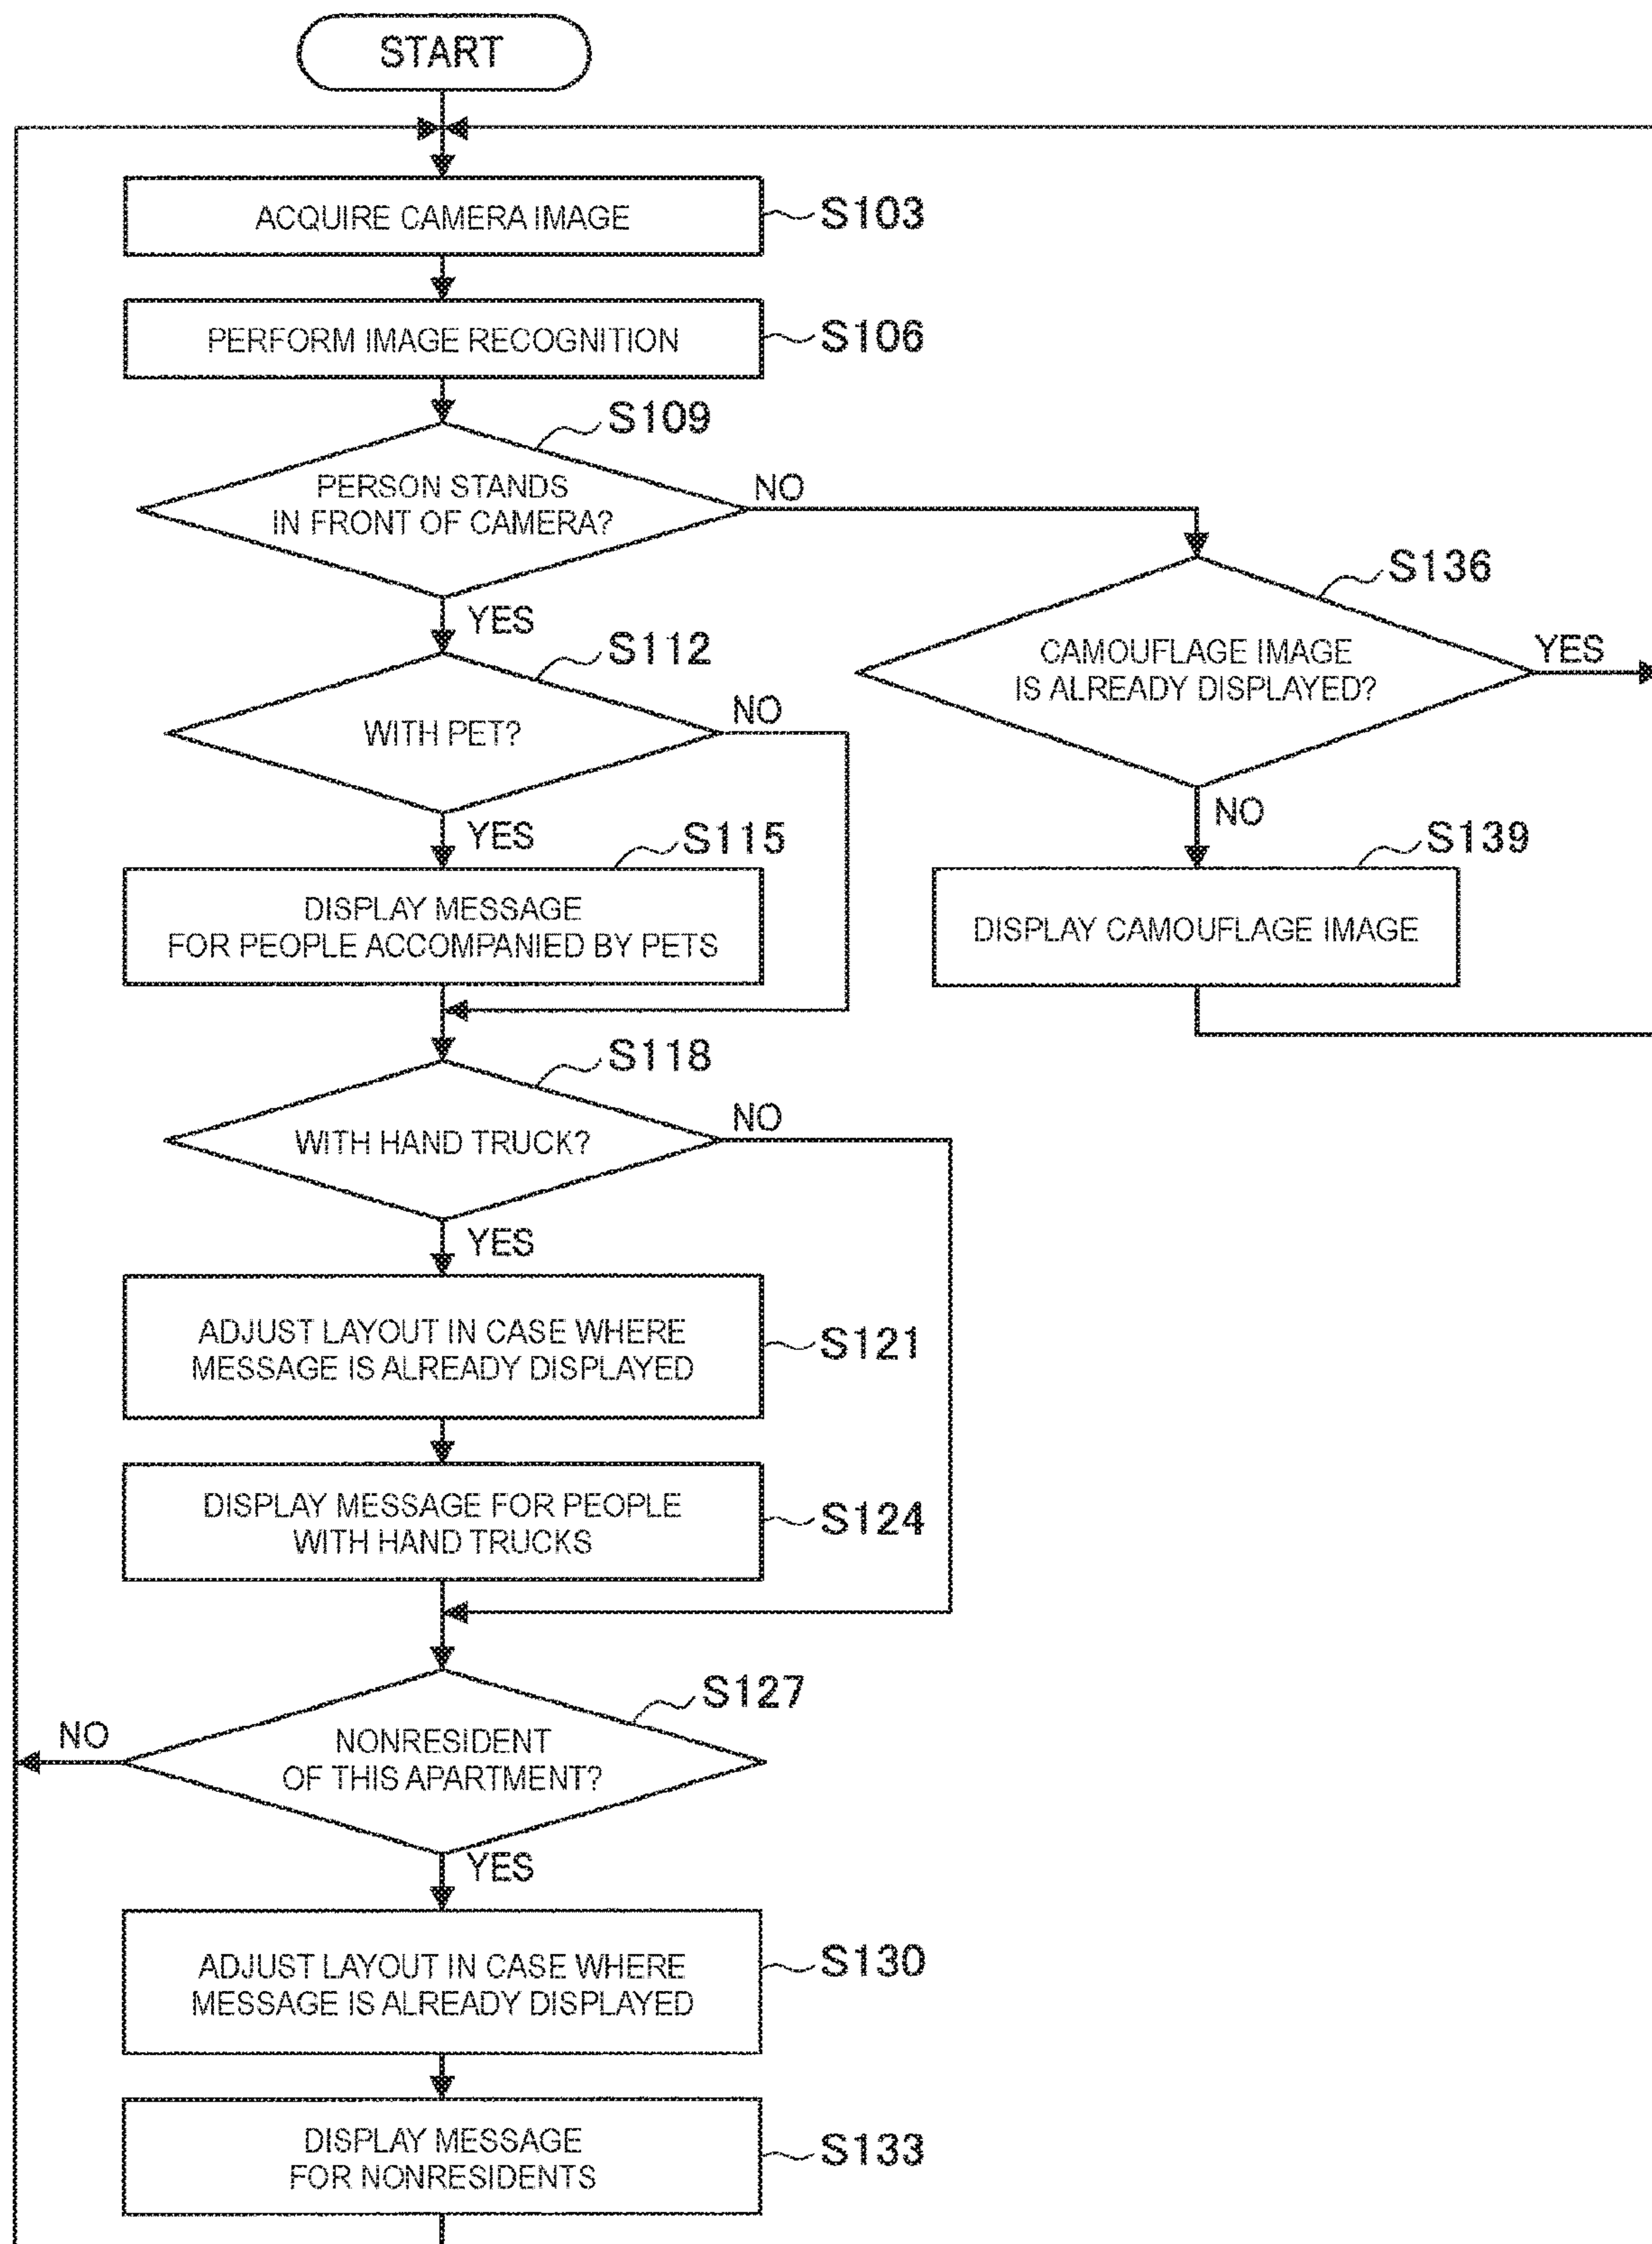 START
ACQUIRE CAMERA IMAGE
S103
PERFORM IMAGE RECOGNITION
S106
S109
PERSON STANDS
IN FRONT OF CAMERA?
NO
YES
S136
CAMOUFLAGE IMAGE
IS ALREADY DISPLAYED?
YES
NO
S139
DISPLAY CAMOUFLAGE IMAGE
S112
WITH PET?
NO
YES
S115
DISPLAY MESSAGE
FOR PEOPLE ACCOMPANIED BY PETS
S118
WITH HAND TRUCK?
NO
YES
ADJUST LAYOUT IN CASE WHERE
MESSAGE IS ALREADY DISPLAYED
S121
DISPLAY MESSAGE FOR PEOPLE
WITH HAND TRUCKS
S124
S127
NONRESIDENT
OF THIS APARTMENT?
NO
YES
ADJUST LAYOUT IN CASE WHERE
MESSAGE IS ALREADY DISPLAYED
S130
DISPLAY MESSAGE
FOR NONRESIDENTS
S133